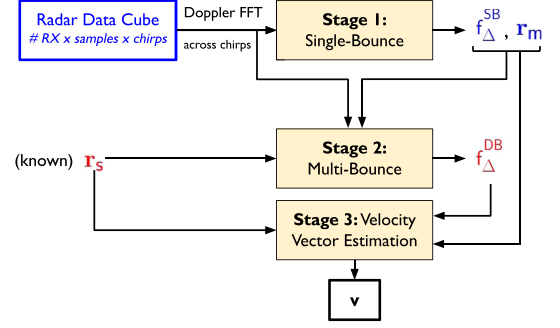 Radar Data Cube
# RX x samples x chirps
Doppler FFT
across chirps
Stage 1:
Single-Bounce
f_Δ^SB , r_m
(known) r_s
Stage 2:
Multi-Bounce
f_Δ^DB
Stage 3: Velocity
Vector Estimation
v